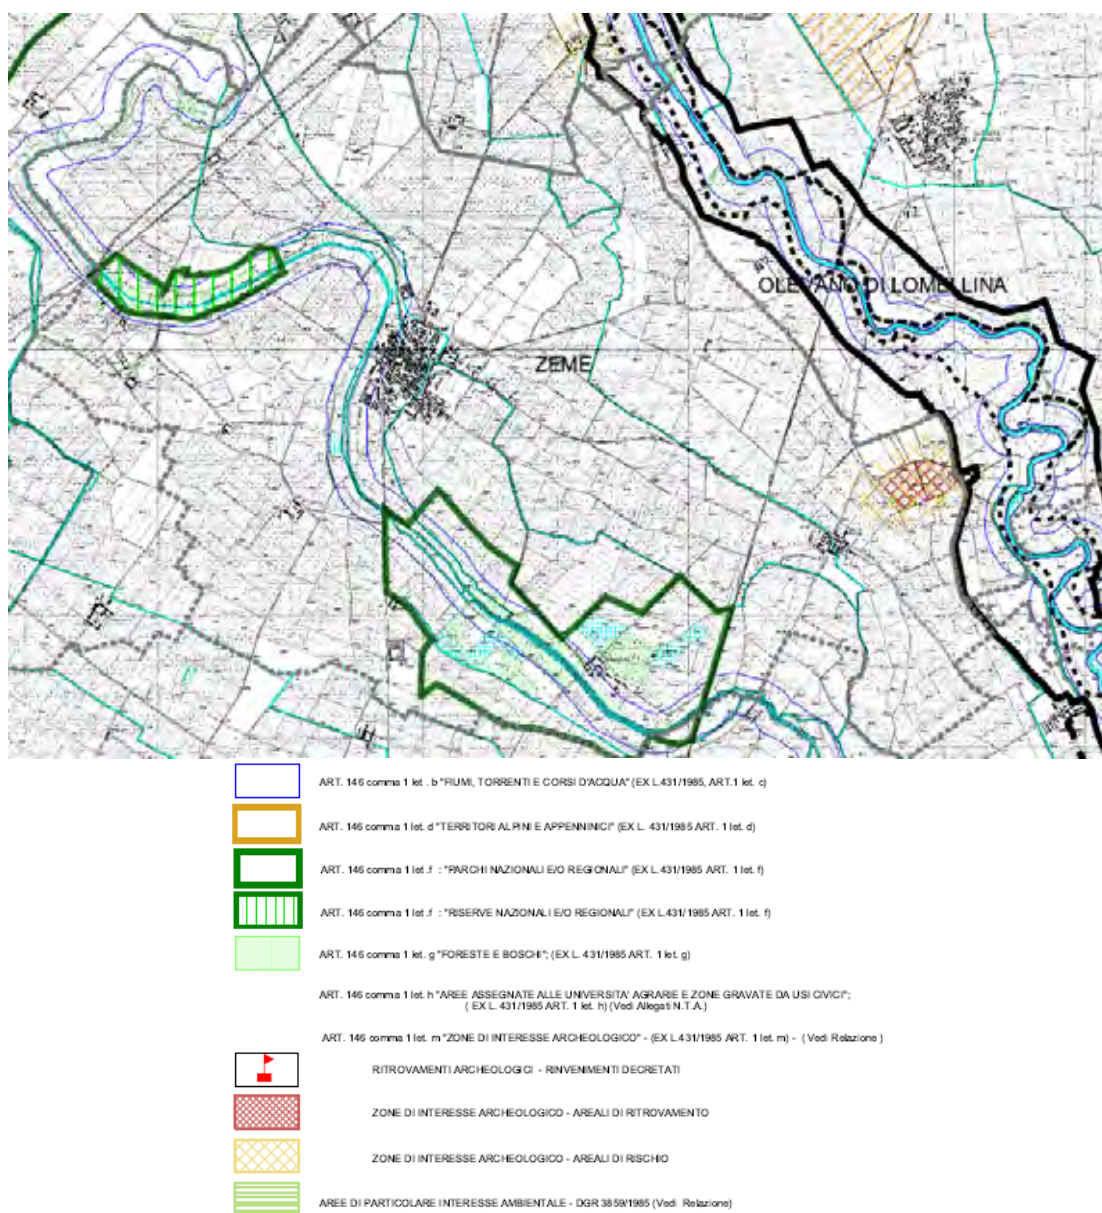 OLEVANO DI LOMELLINA
ZEME
ART. 146 comma 1 let . b "FIUMI, TORRENTI E CORSI D'ACQUA" (EX L.431/1985, ART.1 let. c)
ART. 146 comma 1 let. d "TERRITORI ALPINI E APPENNINICI" (EX L. 431/1985 ART. 1 let. d)
ART. 146 comma 1 let .f : "PARCHI NAZIONALI E/O REGIONALI" (EX L. 431/1985 ART. 1 let. f)
ART. 146 comma 1 let .f : "RISERVE NAZIONALI E/O REGIONALI" (EX L.431/1985 ART. 1 let. f)
ART. 146 comma 1 let. g "FORESTE E BOSCHI"; (EX L. 431/1985 ART. 1 let. g)
ART. 146 comma 1 let. h "AREE ASSEGNATE ALLE UNIVERSITA' AGRARIE E ZONE GRAVATE DA USI CIVICI";
( EX L. 431/1985 ART. 1 let. h) (Vedi Allegati N.T.A.)
ART. 146 comma 1 let. m "ZONE DI INTERESSE ARCHEOLOGICO" - (EX L.431/1985 ART. 1 let. m) - ( Vedi Relazione )
RITROVAMENTI ARCHEOLOGICI - RINVENIMENTI DECRETATI
ZONE DI INTERESSE ARCHEOLOGICO - AREALI DI RITROVAMENTO
ZONE DI INTERESSE ARCHEOLOGICO - AREALI DI RISCHIO
AREE DI PARTICOLARE INTERESSE AMBIENTALE - DGR 3859/1985 (Vedi Relazione)